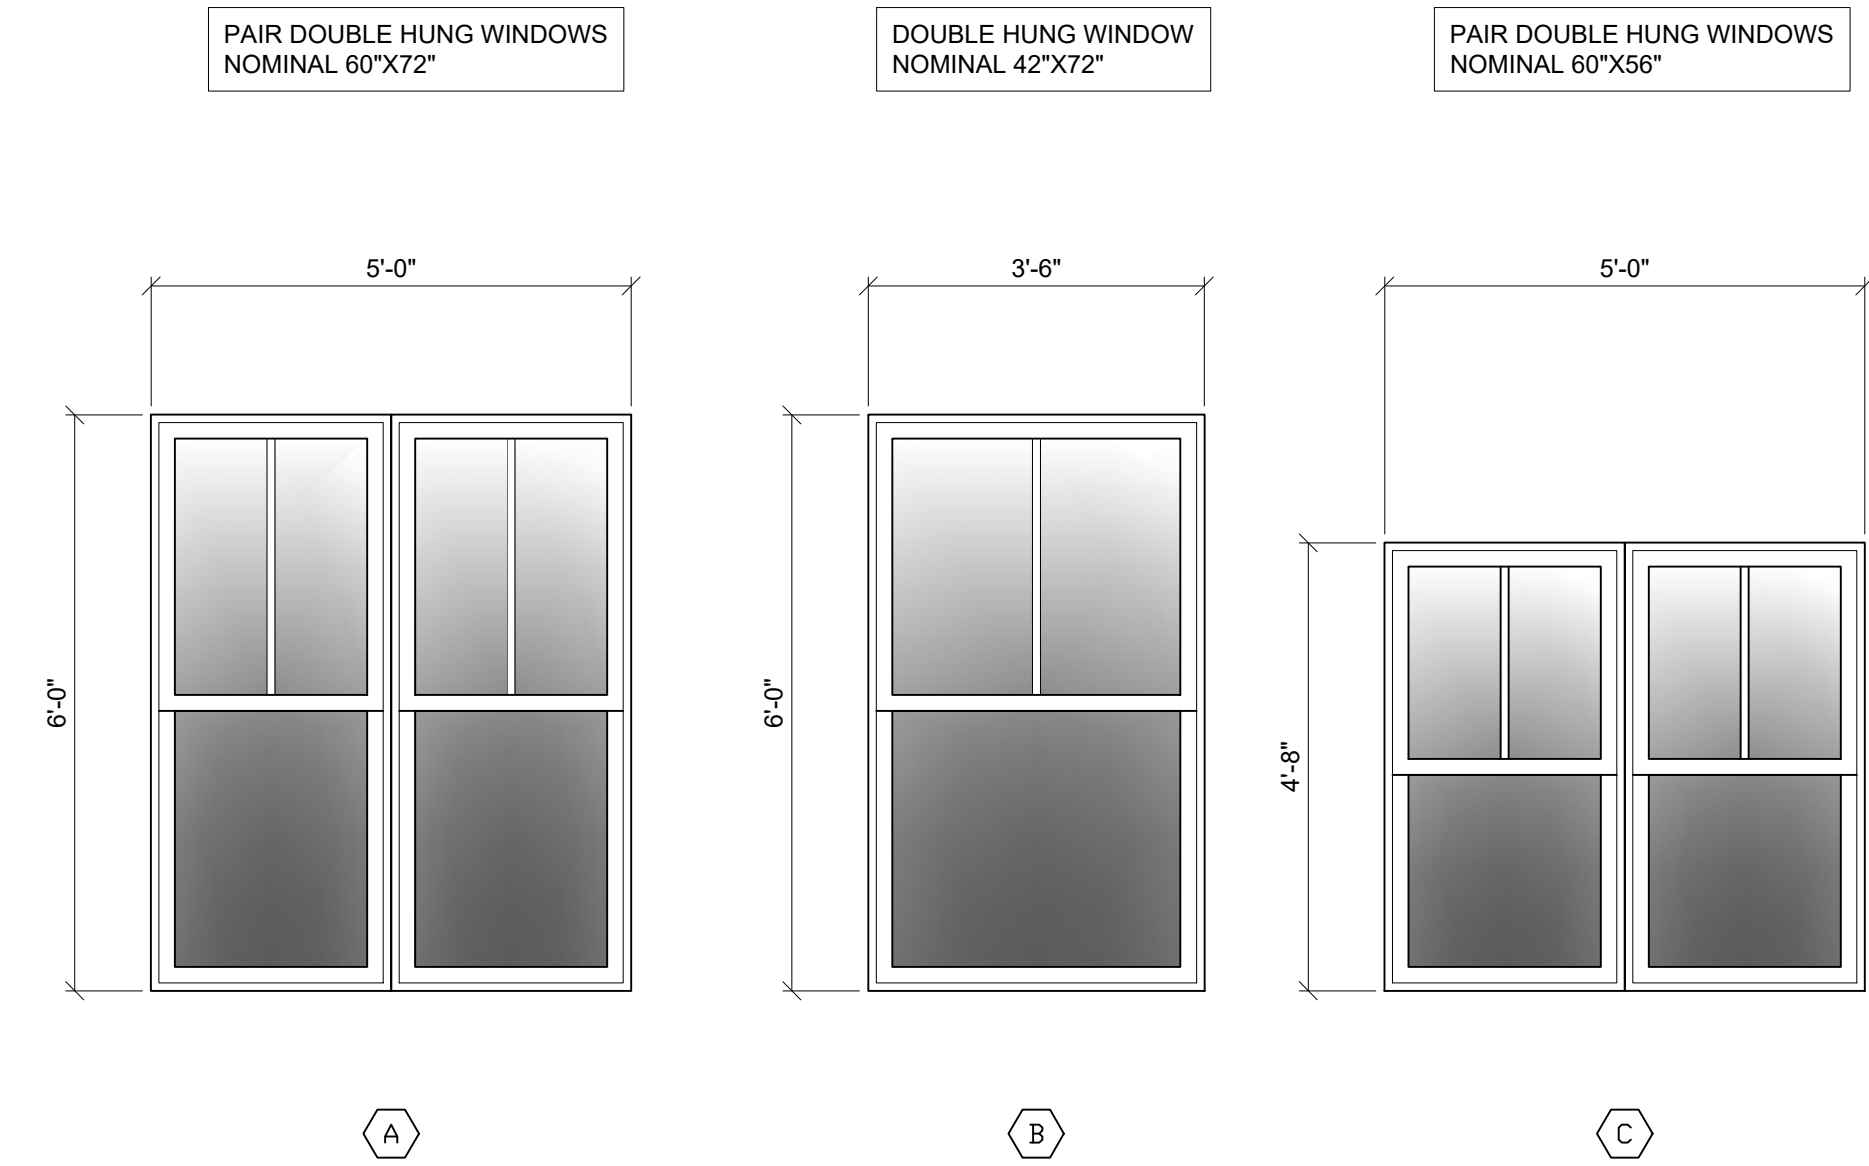 PAIR DOUBLE HUNG WINDOWS
NOMINAL 60"X72"
DOUBLE HUNG WINDOW
NOMINAL 42"X72"
PAIR DOUBLE HUNG WINDOWS
NOMINAL 60"X56"
5'-0"
3'-6"
5'-0"
6'-0"
6'-0"
4'-8"
A
B
C